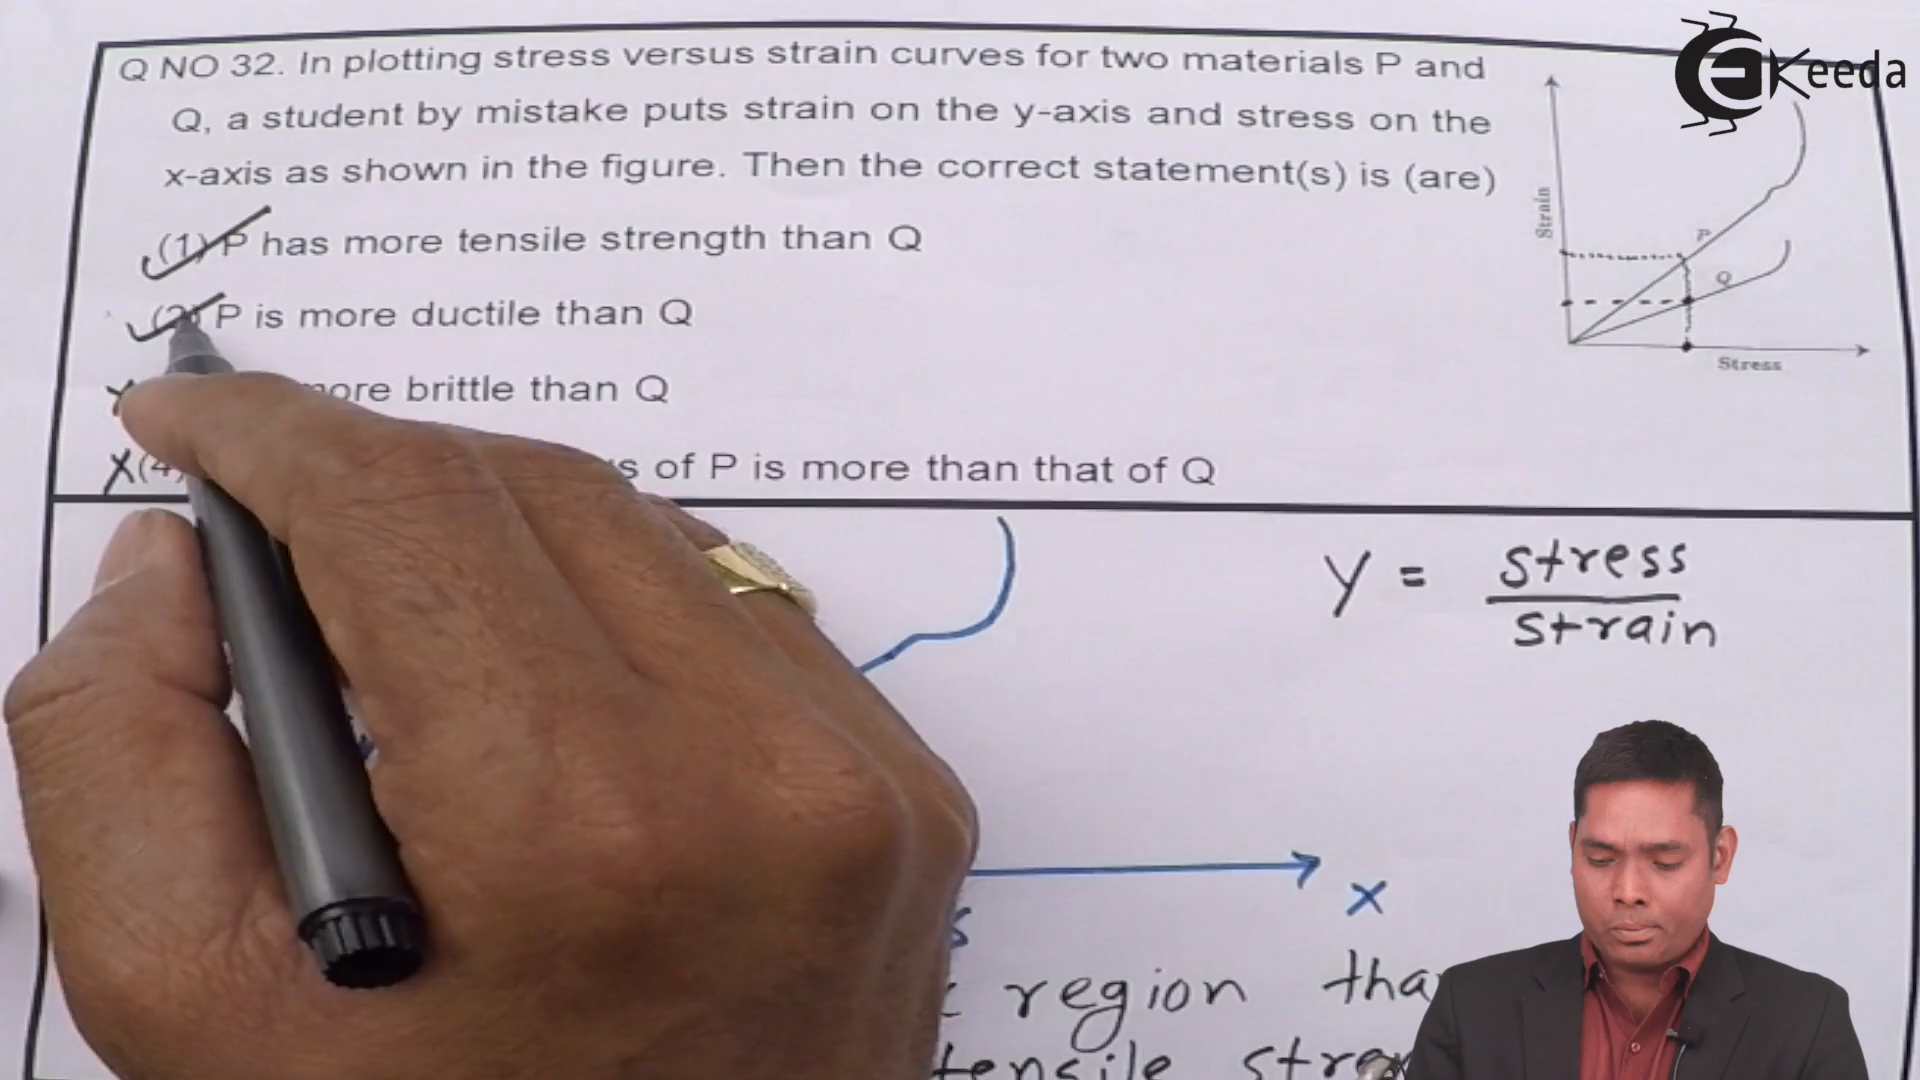 Q NO 32. In plotting stress versus strain curves for two materials P and
Q, a student by mistake puts strain on the y-axis and stress on the
x-axis as shown in the figure. Then the correct statement(s) is (are)
(1) P has more tensile strength than Q
(2) P is more ductile than Q
more brittle than Q
X(4) of P is more than that of Q
Keeda
Strain
P
Q
Stress
Y = stress
strain
x
region
tensile